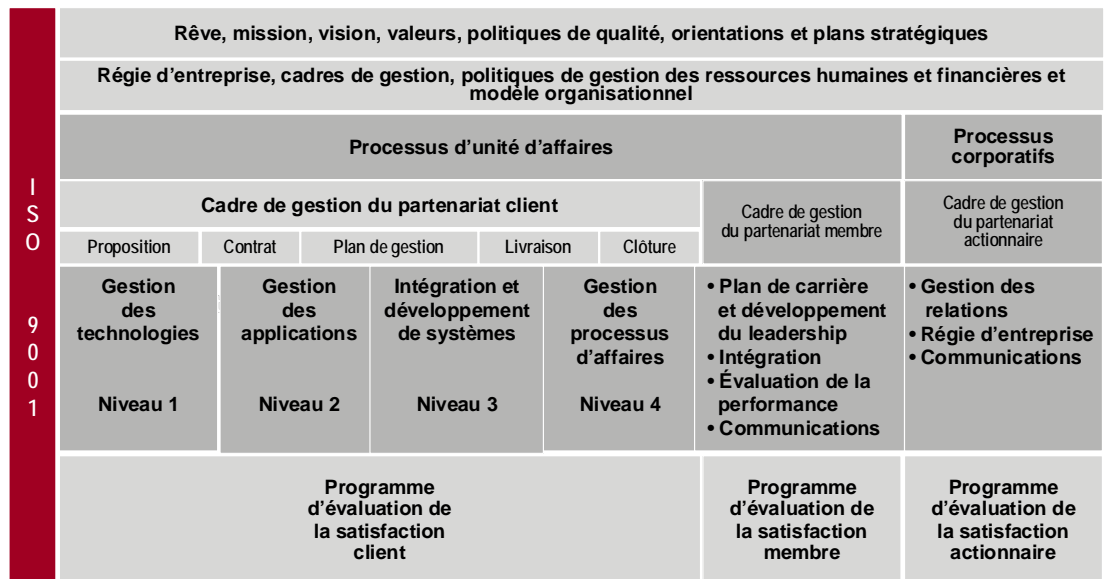 ISO 9001
Rêve, mission, vision, valeurs, politiques de qualité, orientations et plans stratégiques
Régie d'entreprise, cadres de gestion, politiques de gestion des ressources humaines et financières et
modèle organisationnel
Processus d'unité d'affaires
Processus
corporatifs
Cadre de gestion du partenariat client
Cadre de gestion
du partenariat membre
Cadre de gestion
du partenariat
actionnaire
Proposition
Contrat
Plan de gestion
Livraison
Clôture
Gestion
des
technologies
Niveau 1
Gestion
des
applications
Niveau 2
Intégration et
développement
de systèmes
Niveau 3
Gestion
des
processus
d'affaires
Niveau 4
• Plan de carrière
et développement
du leadership
• Intégration
• Évaluation de la
performance
• Communications
• Gestion des
relations
• Régie d'entreprise
• Communications
Programme
d'évaluation de
la satisfaction
client
Programme
d'évaluation de
la satisfaction
membre
Programme
d'évaluation de
la satisfaction
actionnaire